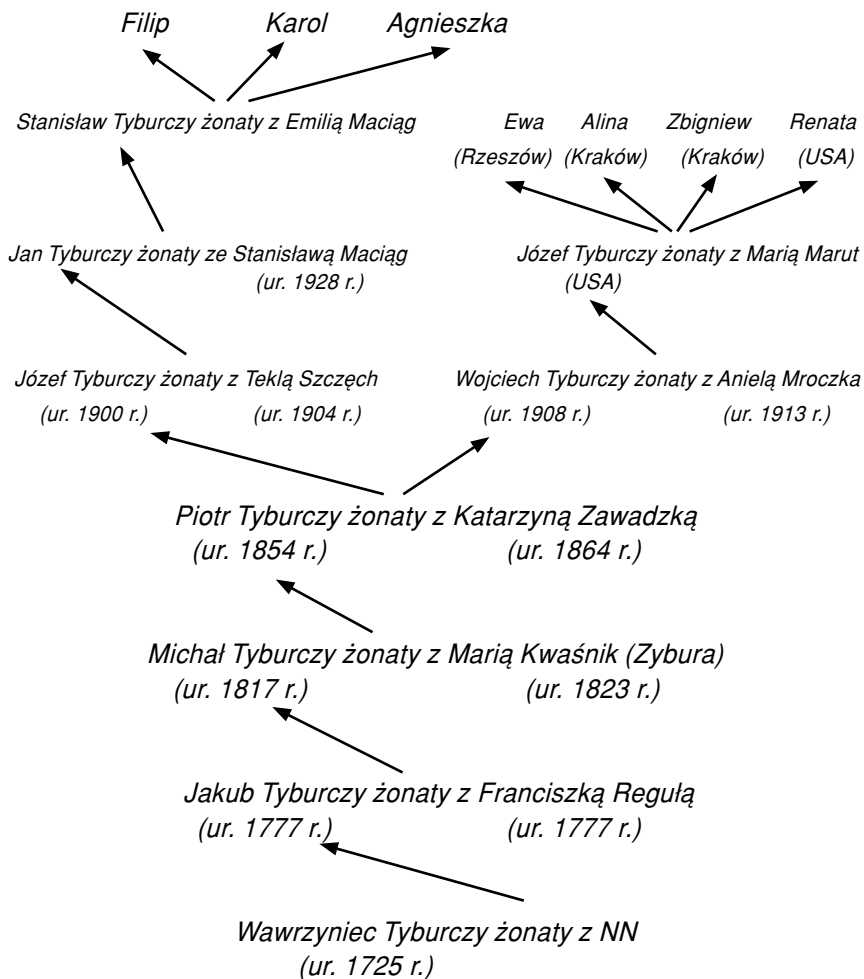 Filip Karol Agnieszka
Stanisław Tyburczy żonaty z Emilią Maciąg
Ewa Alina Zbigniew Renata
(Rzeszów) (Kraków) (Kraków) (USA)
Jan Tyburczy żonaty ze Stanisławą Maciąg
(ur. 1928 r.)
Józef Tyburczy żonaty z Marią Marut
(USA)
Józef Tyburczy żonaty z Teklą Szczęch
(ur. 1900 r.) (ur. 1904 r.)
Wojciech Tyburczy żonaty z Anielą Mroczka
(ur. 1908 r.) (ur. 1913 r.)
Piotr Tyburczy żonaty z Katarzyną Zawadzką
(ur. 1854 r.) (ur. 1864 r.)
Michał Tyburczy żonaty z Marią Kwaśnik (Zybura)
(ur. 1817 r.) (ur. 1823 r.)
Jakub Tyburczy żonaty z Franciszką Regułą
(ur. 1777 r.) (ur. 1777 r.)
Wawrzyniec Tyburczy żonaty z NN
(ur. 1725 r.)